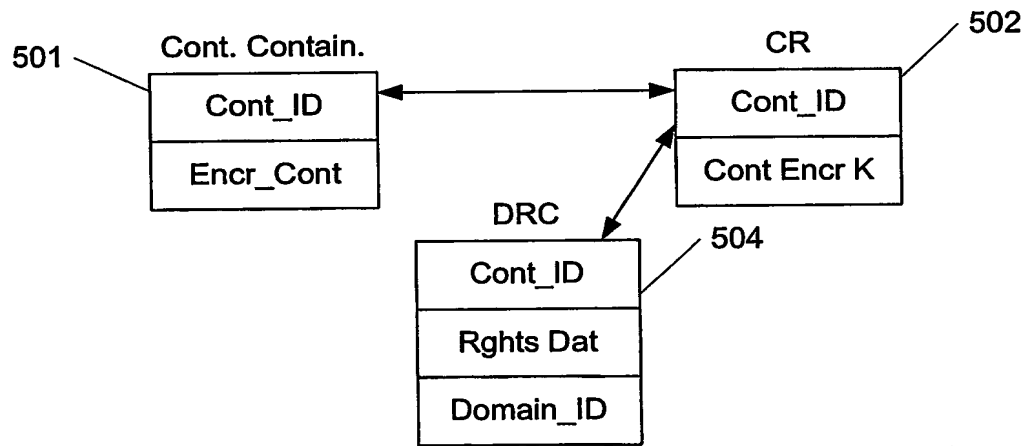 501
Cont. Contain.
Cont_ID
Encr_Cont
CR
502
Cont_ID
Cont Encr K
DRC
504
Cont_ID
Rghts Dat
Domain_ID